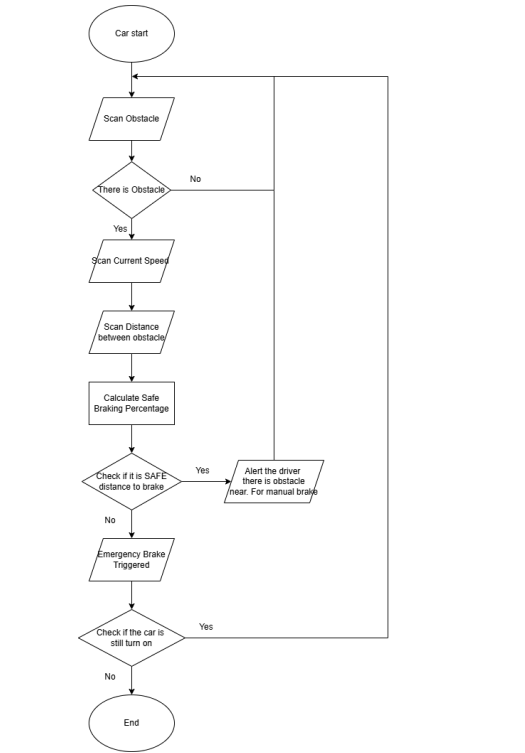 Car start
Scan Obstacle
There is Obstacle
No
Yes
Scan Current Speed
Scan Distance
between obstacle
Calculate Safe
Braking Percentage
Check if it is SAFE
distance to brake
Yes
Alert the driver
there is obstacle
near. For manual brake
No
Emergency Brake
Triggered
Check if the car is
still turn on
Yes
No
End